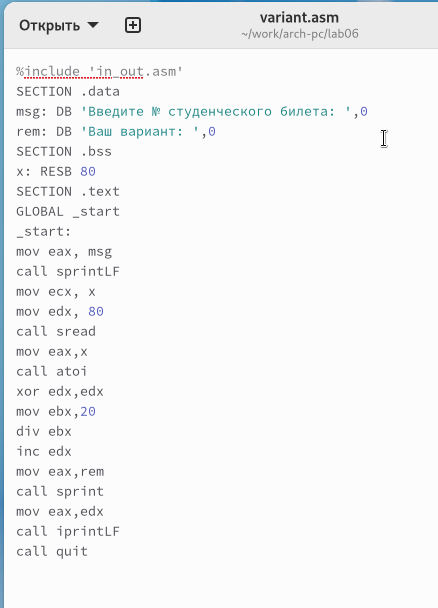 Открыть
variant.asm
~/work/arch-pc/lab06
%include 'in_out.asm'
SECTION .data
msg: DB 'Введите № студенческого билета: ',0
rem: DB 'Ваш вариант: ',0
SECTION .bss
x: RESB 80
SECTION .text
GLOBAL _start
_start:
mov eax, msg
call sprintLF
mov ecx, x
mov edx, 80
call sread
mov eax,x
call atoi
xor edx,edx
mov ebx,20
div ebx
inc edx
mov eax,rem
call sprint
mov eax,edx
call iprintLF
call quit